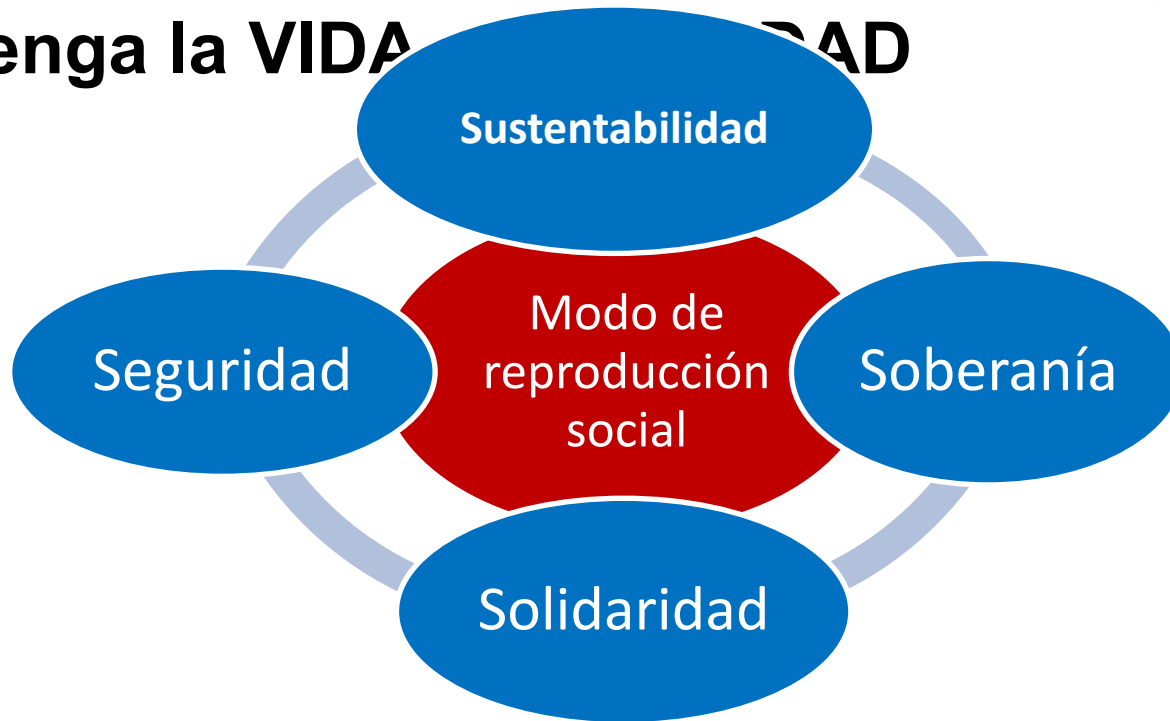 enga la VIDA DAD
Sustentabilidad
Modo de
reproducción
social
Seguridad
Soberanía
Solidaridad